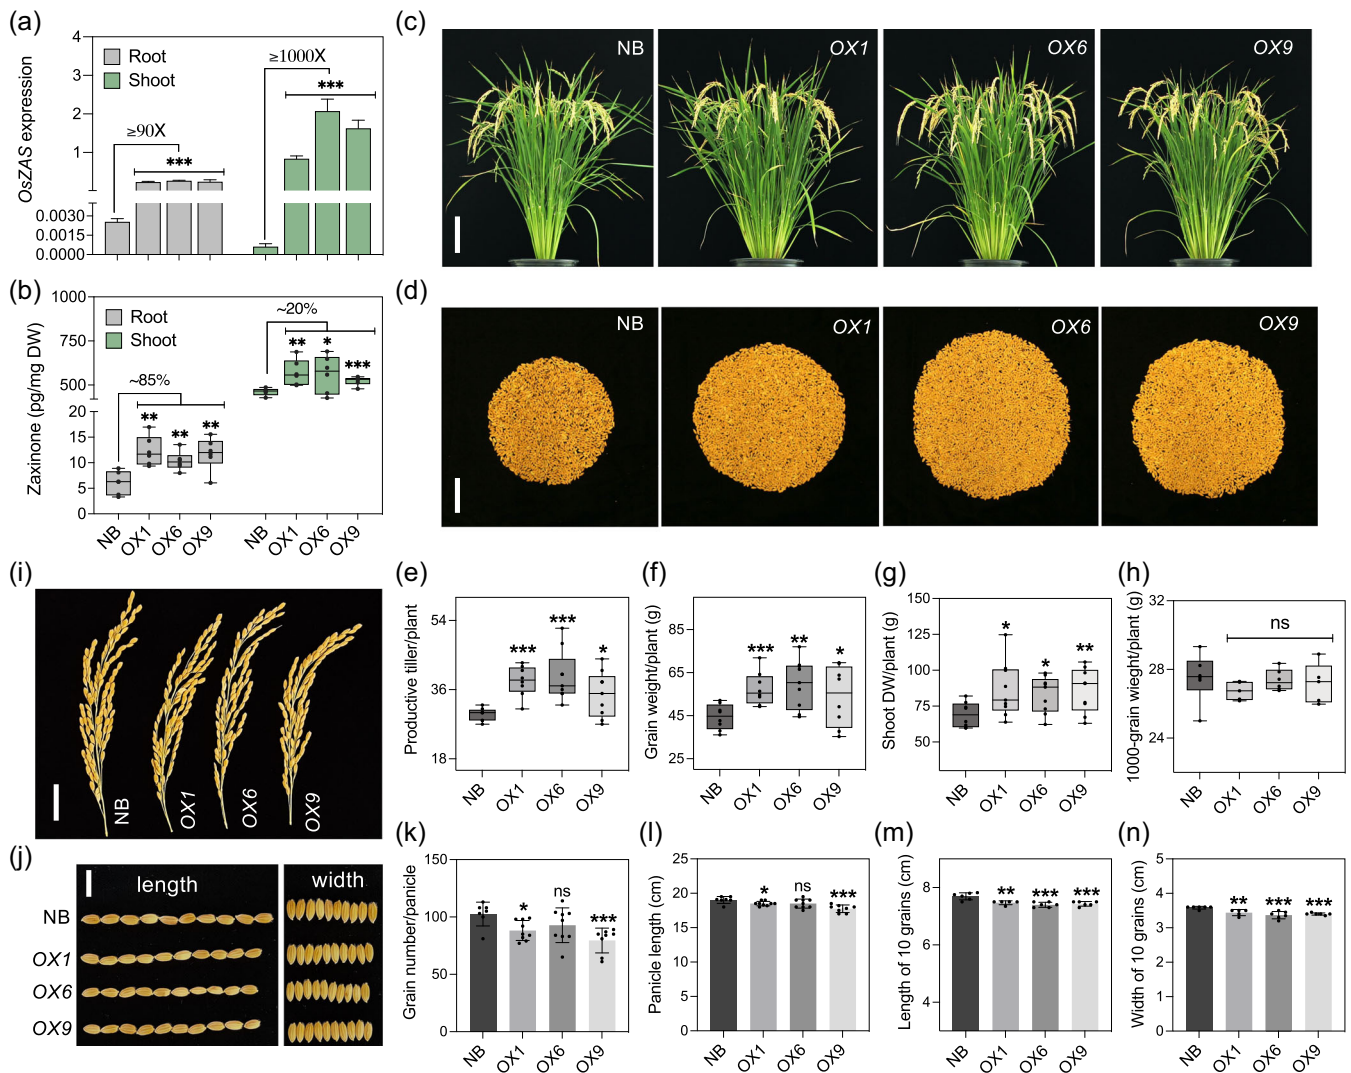 (a)
OsZAS expression
4
3
2
1
0.0030
0.0015
0.0000
Root
Shoot
≥90X
***
≥1000X
***
(b)
Zaxinone (pg/mg DW)
1000
750
500
20
15
10
5
0
Root
Shoot
~85%
** ** **
~20%
** * ***
NB OX1 OX6 OX9 NB OX1 OX6 OX9
(c)
NB OX1 OX6 OX9
(d)
NB OX1 OX6 OX9
(i)
NB OX1 OX6 OX9
(e)
Productive tiller/plant
54
36
18
*** *** *
NB OX1 OX6 OX9
(f)
Grain weight/plant (g)
85
65
45
25
*** ** *
NB OX1 OX6 OX9
(g)
Shoot DW/plant (g)
150
125
100
75
50
* * **
NB OX1 OX6 OX9
(h)
1000-grain wieght/plant (g)
32
28
24
ns
NB OX1 OX6 OX9
(j)
length width
NB
OX1
OX6
OX9
(k)
Grain number/panicle
150
100
50
0
* ns ***
NB OX1 OX6 OX9
(l)
Panicle length (cm)
25
20
15
10
5
0
* ns ***
NB OX1 OX6 OX9
(m)
Length of 10 grains (cm)
8
6
4
** *** ***
NB OX1 OX6 OX9
(n)
Width of 10 grains (cm)
5
4
3
2
1
0
** *** ***
NB OX1 OX6 OX9